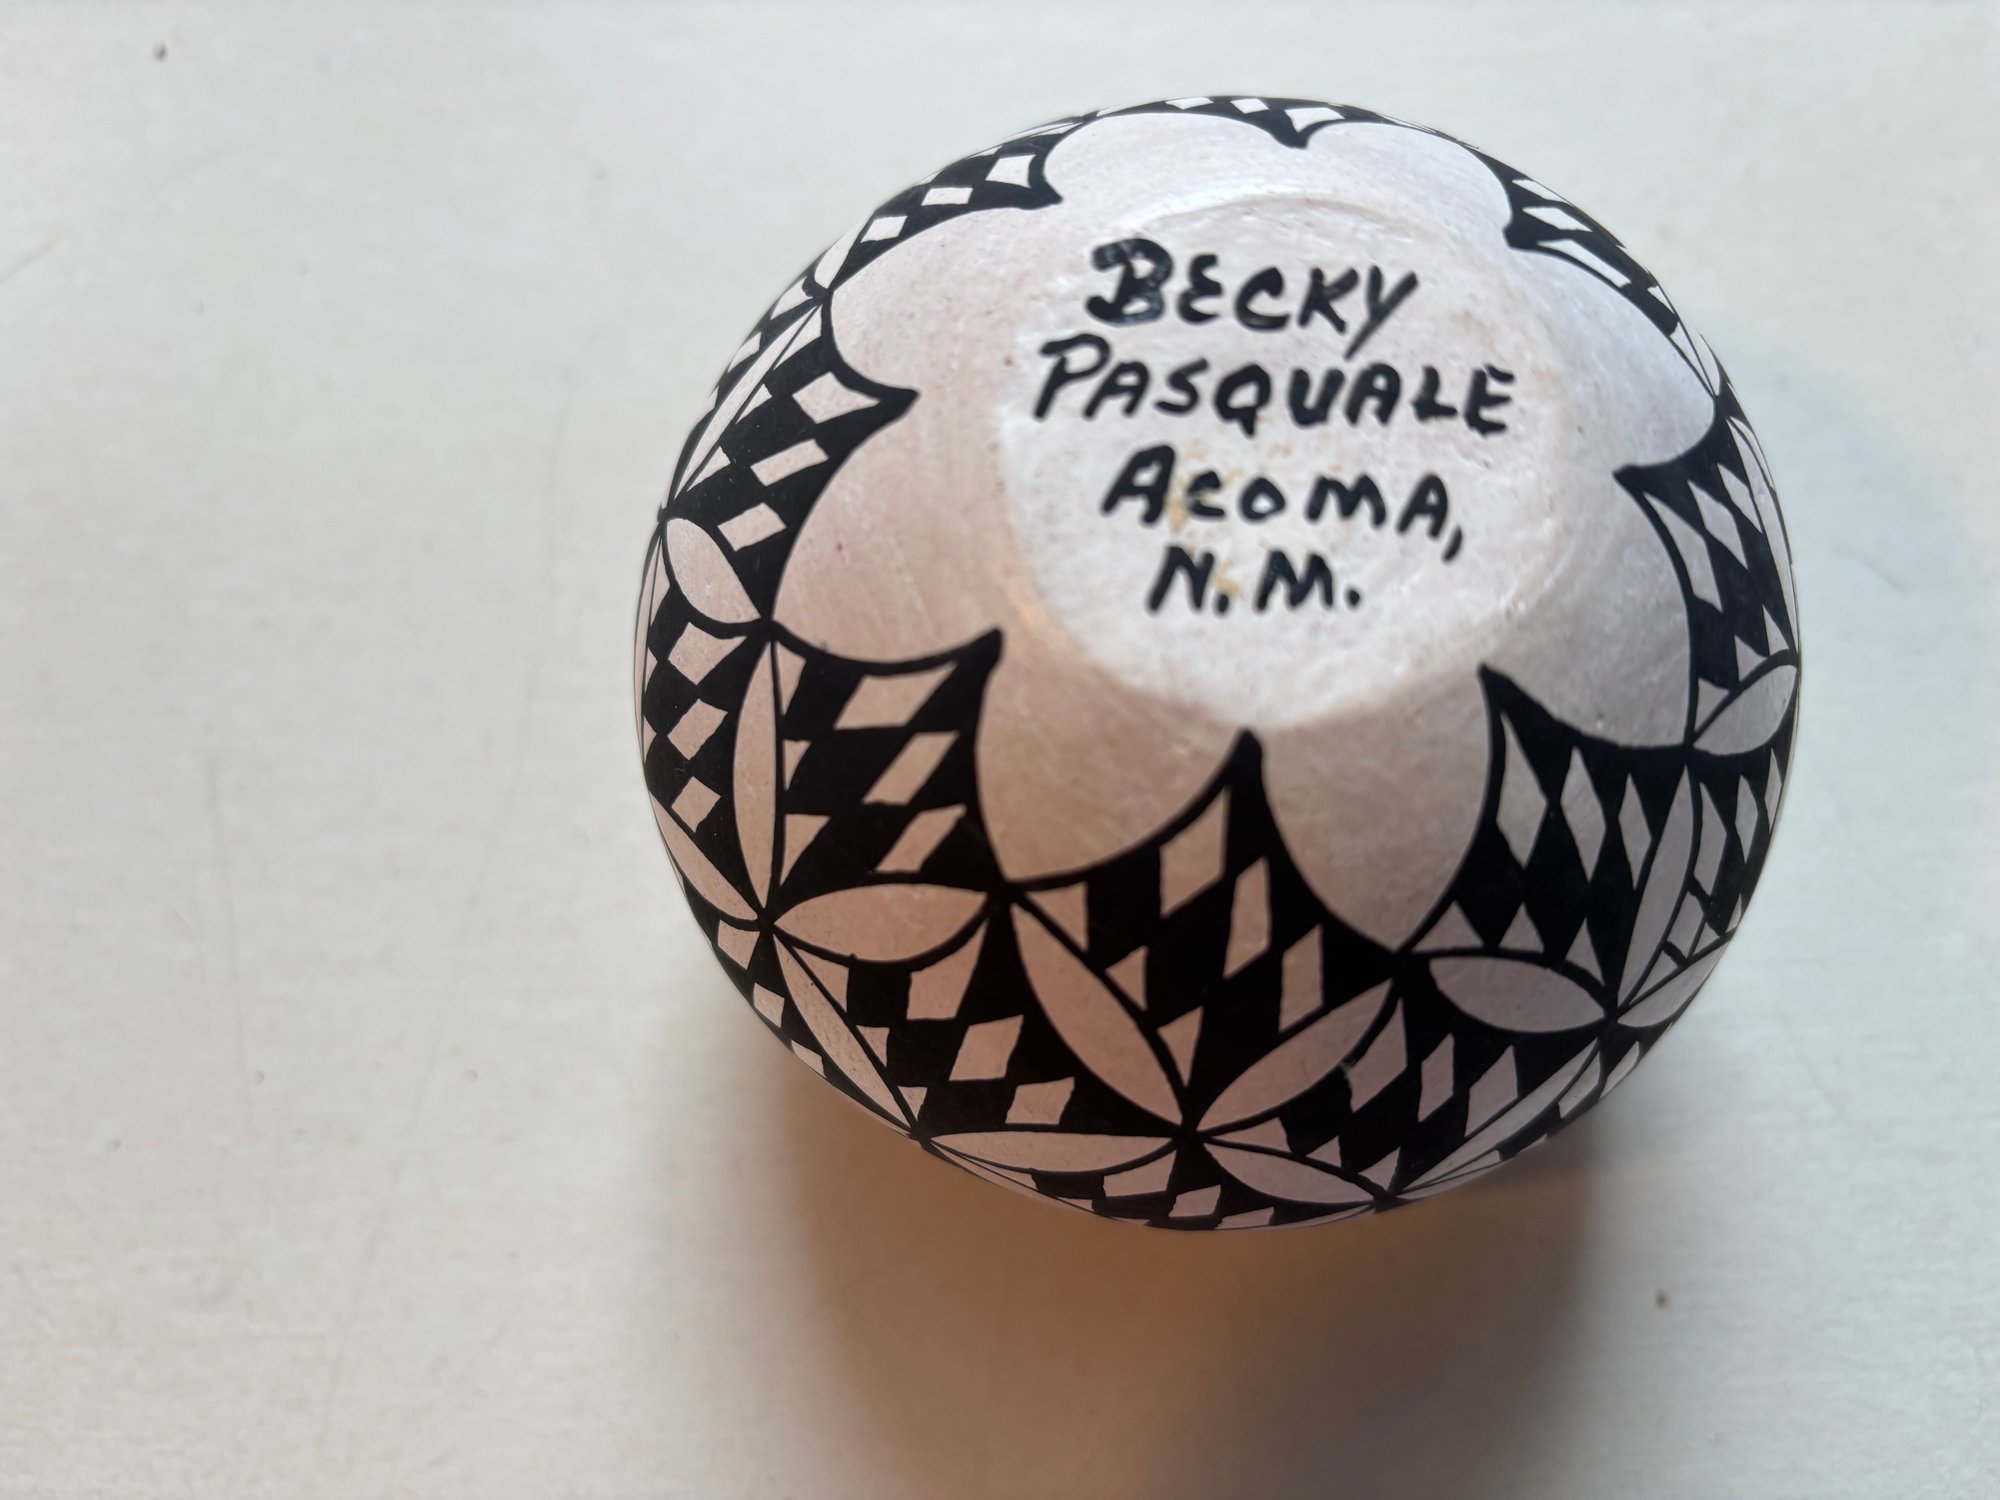 BECKY
PASQUALE
ACOMA,
N.M.